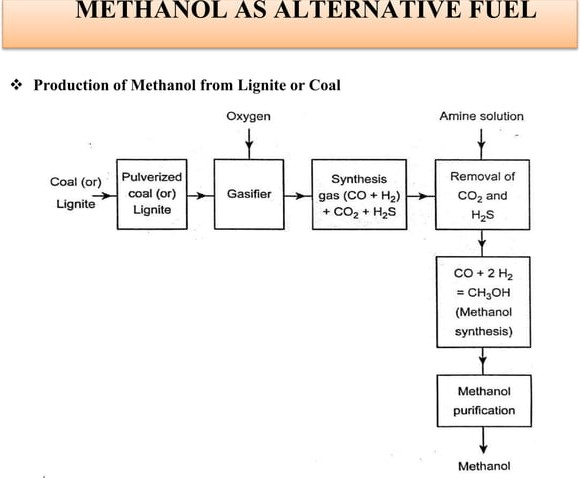 METHANOL AS ALTERNATIVE FUEL
❖ Production of Methanol from Lignite or Coal
Oxygen
Amine solution
Coal (or)
Lignite
Pulverized
coal (or)
Lignite
Gasifier
Synthesis
gas (CO + H₂)
+ CO₂ + H₂S
Removal of
CO₂ and
H₂S
CO + 2 H₂
= CH₃OH
(Methanol
synthesis)
Methanol
purification
Methanol